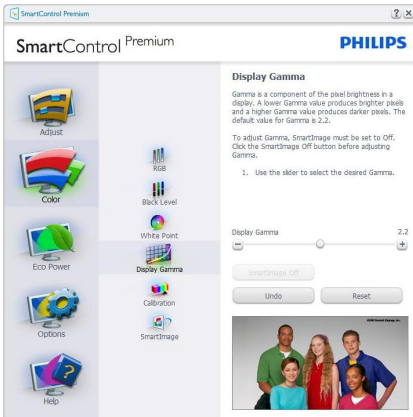 SmartControl Premium
SmartControl Premium
PHILIPS
Adjust
Color
Eco Power
Options
Help
RGB
Black Level
White Point
Display Gamma
Calibration
SmartImage
Display Gamma
Gamma is a component of the pixel brightness in a
display. A lower Gamma value produces brighter pixels
and a higher Gamma value produces darker pixels. The
default value for Gamma is 2.2.
To adjust Gamma, SmartImage must be set to Off.
Click the SmartImage Off button before adjusting
Gamma.
1. Use the slider to select the desired Gamma.
Display Gamma 2.2
SmartImage Off
Undo Reset